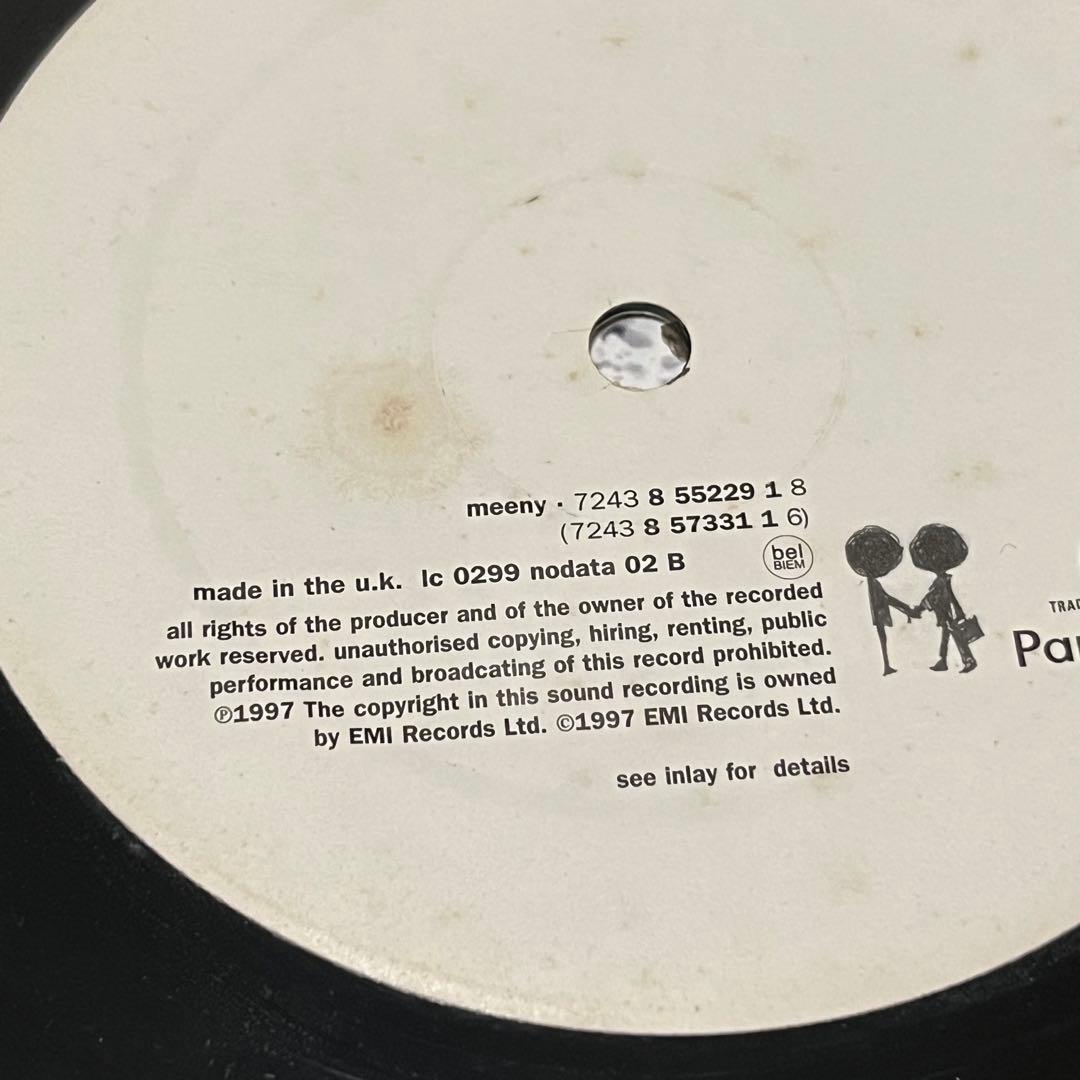 meeny · 7243 8 55229 1 8
(7243 8 57331 1 6)
made in the u.k. lc 0299 nodata 02 B
bel
BIEM
all rights of the producer and of the owner of the recorded
work reserved. unauthorised copying, hiring, renting, public
performance and broadcating of this record prohibited.
℗1997 The copyright in this sound recording is owned
by EMI Records Ltd. ©1997 EMI Records Ltd.
see inlay for details